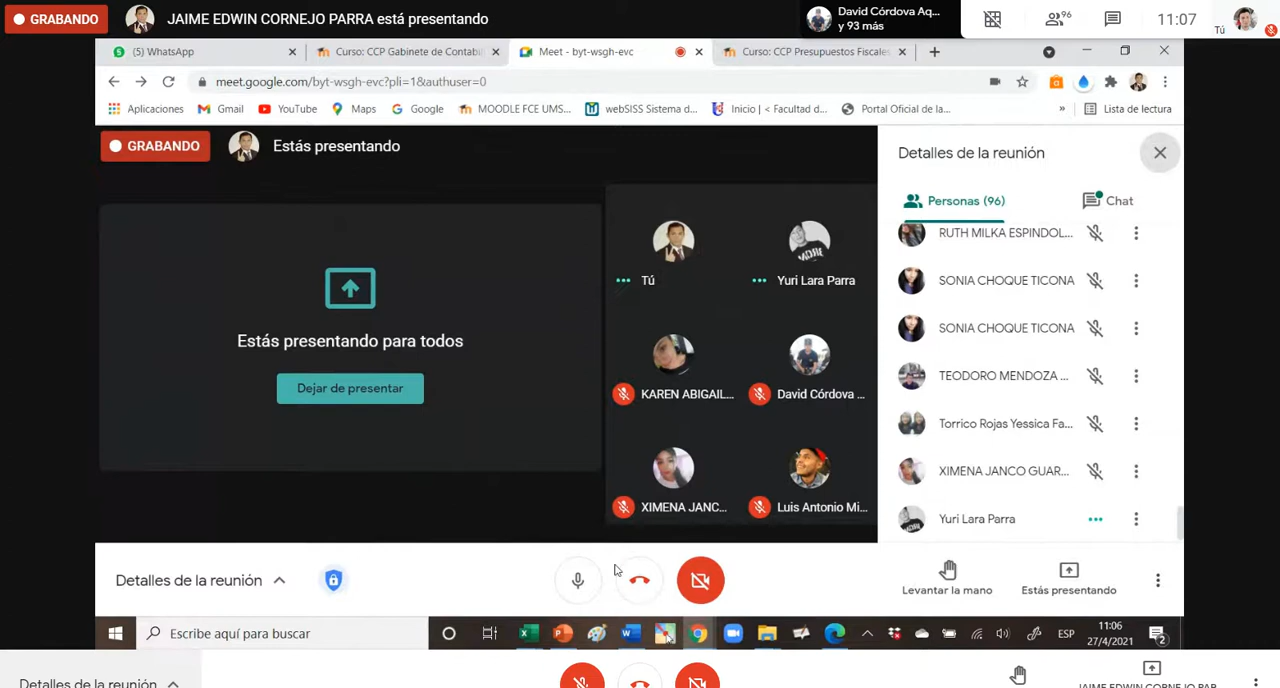 GRABANDO
JAIME EDWIN CORNEJO PARRA está presentando
David Córdova Aq...
y 93 más
96
11:07
Tú
(5) WhatsApp
Curso: CCP Gabinete de Contabi
Meet - byt-wsgh-evc
Curso: CCP Presupuestos Fiscales
meet.google.com/byt-wsgh-evc?pli=1&authuser=0
Aplicaciones
Gmail
YouTube
Maps
Google
MOODLE FCE UMS...
webSISS Sistema d...
Inicio | < Facultad d...
Portal Oficial de la...
»
Lista de lectura
GRABANDO
Estás presentando
Estás presentando para todos
Dejar de presentar
Tú
Yuri Lara Parra
KAREN ABIGAIL...
David Córdova ...
XIMENA JANC...
Luis Antonio Mi...
Detalles de la reunión
Personas (96)
Chat
RUTH MILKA ESPINDOL...
SONIA CHOQUE TICONA
SONIA CHOQUE TICONA
TEODORO MENDOZA ...
Torrico Rojas Yessica Fa...
XIMENA JANCO GUAR...
Yuri Lara Parra
Detalles de la reunión
Levantar la mano
Estás presentando
Escribe aquí para buscar
ESP
11:06
27/4/2021
2
Detalles de la reunión
JAIME EDWIN CORNEJO PAR